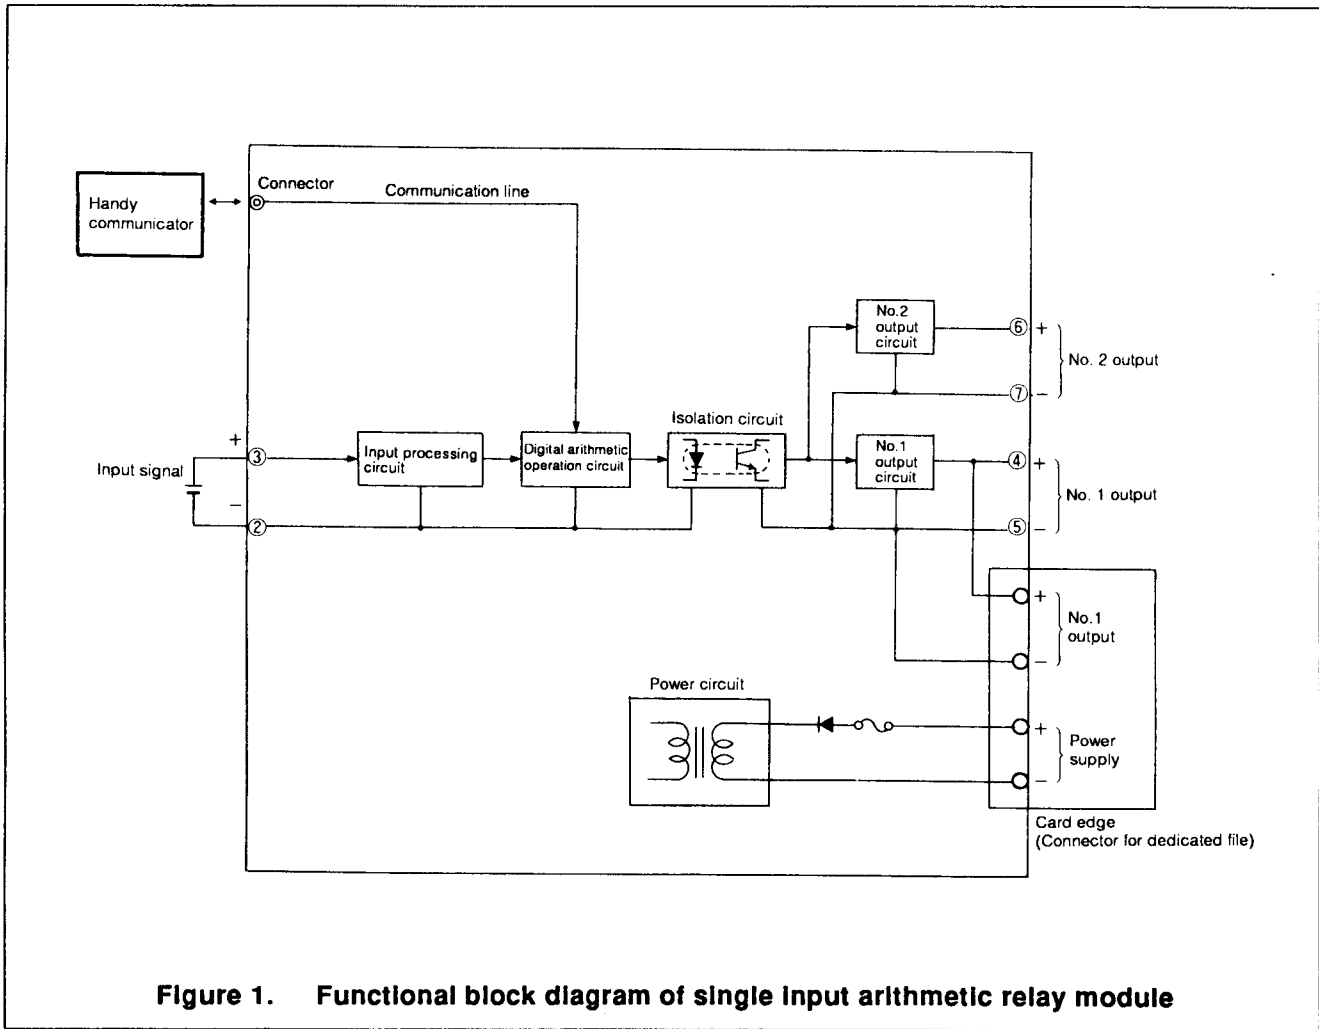 Connector
Communication line
Handy
communicator
No.2
output
circuit
⑥ +
No. 2 output
⑦ −
Isolation circuit
+
③
Input signal
−
②
Input processing
circuit
Digital arithmetic
operation circuit
No.1
output
circuit
④ +
No. 1 output
⑤ −
+
No.1
output
−
Power circuit
+
Power
supply
−
Card edge
(Connector for dedicated file)
Figure 1. Functional block diagram of single input arithmetic relay module